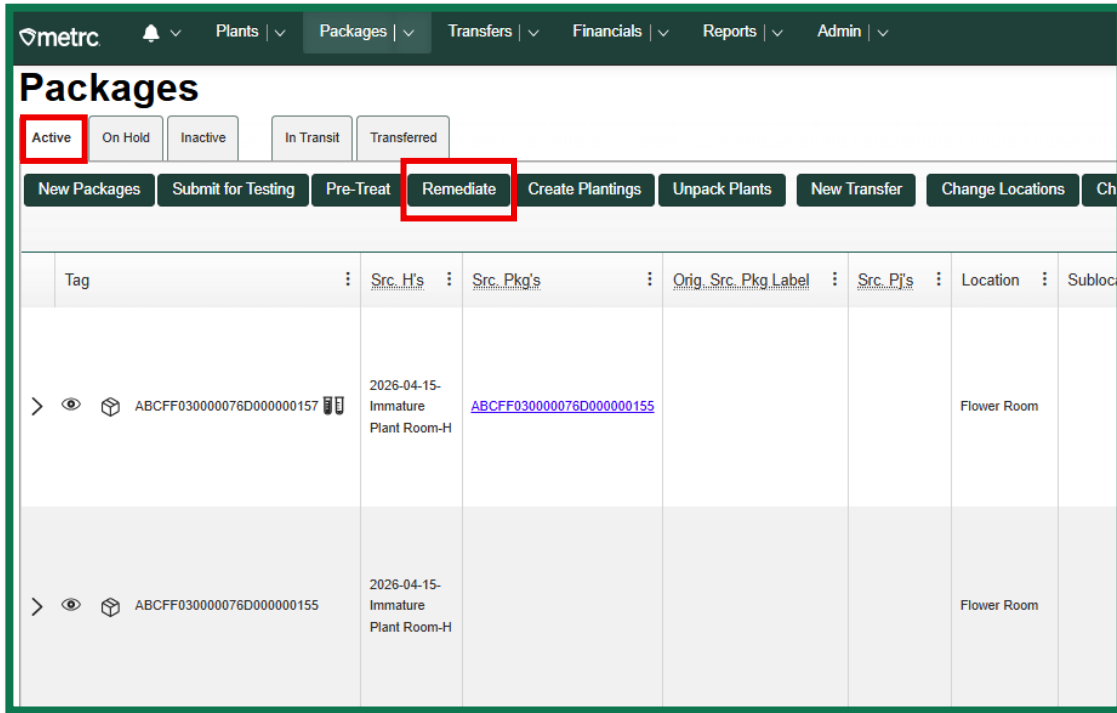 metrc Plants | Packages | Transfers | Financials | Reports | Admin |
Packages
Active On Hold Inactive In Transit Transferred
New Packages Submit for Testing Pre-Treat Remediate Create Plantings Unpack Plants New Transfer Change Locations Ch
Tag Src. H's Src. Pkg's Orig. Src. Pkg Label Src. Pj's Location Subloca
2026-04-15-
ABCFF030000076D000000157 Immature ABCFF030000076D000000155 Flower Room
Plant Room-H
2026-04-15-
ABCFF030000076D000000155 Immature Flower Room
Plant Room-H